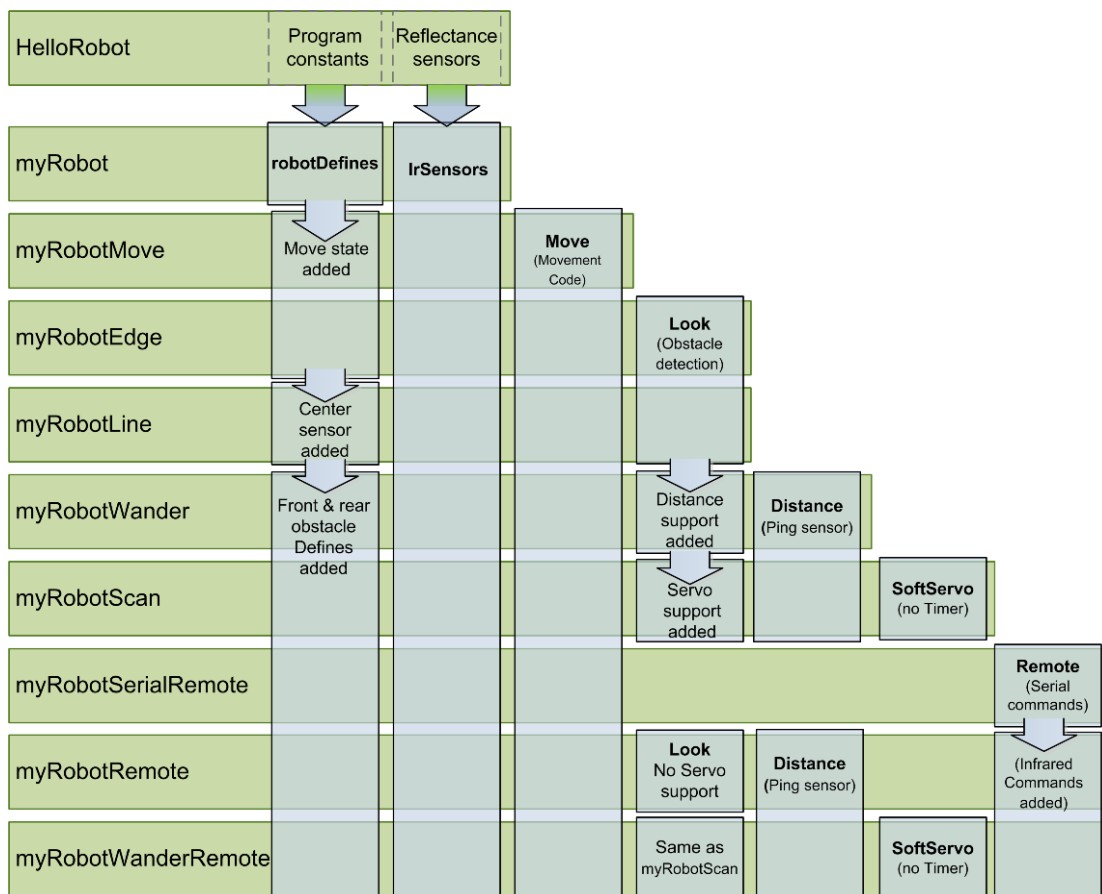 HelloRobot
Program
constants
Reflectance
sensors
myRobot
robotDefines
IrSensors
myRobotMove
Move state
added
Move
(Movement
Code)
myRobotEdge
Look
(Obstacle
detection)
myRobotLine
Center
sensor
added
myRobotWander
Front & rear
obstacle
Defines
added
Distance
support
added
Distance
(Ping sensor)
myRobotScan
Servo
support
added
SoftServo
(no Timer)
myRobotSerialRemote
Remote
(Serial
commands)
myRobotRemote
Look
No Servo
support
Distance
(Ping sensor)
(Infrared
Commands
added)
myRobotWanderRemote
Same as
myRobotScan
SoftServo
(no Timer)